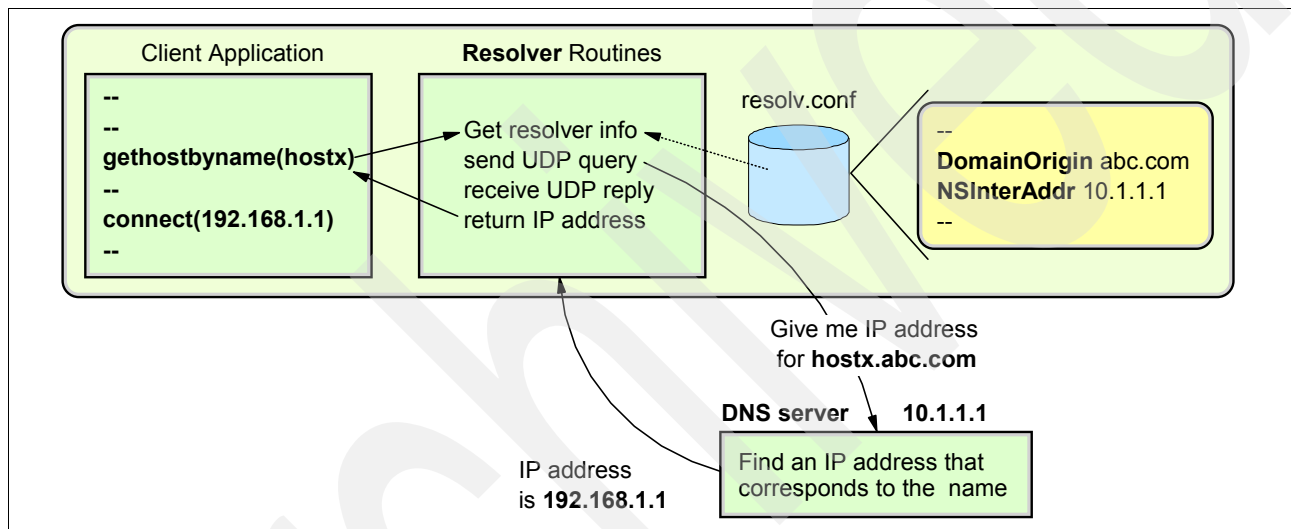 Client Application
--
--
gethostbyname(hostx)
--
connect(192.168.1.1)
--
Resolver Routines
Get resolver info
send UDP query
receive UDP reply
return IP address
resolv.conf
--
DomainOrigin abc.com
NSInterAddr 10.1.1.1
--
Give me IP address
for hostx.abc.com
DNS server 10.1.1.1
Find an IP address that
corresponds to the name
IP address
is 192.168.1.1